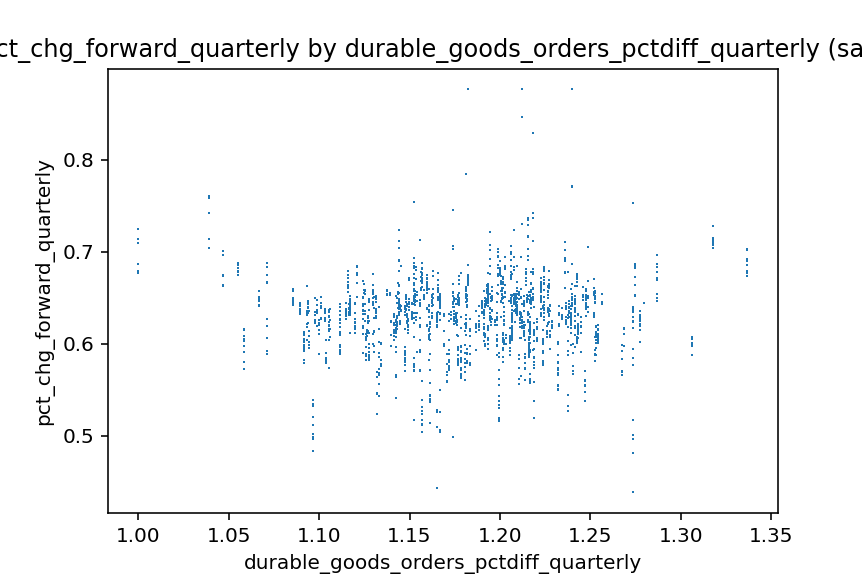 ct_chg_forward_quarterly by durable_goods_orders_pctdiff_quarterly (sa
pct_chg_forward_quarterly
0.8
0.7
0.6
0.5
1.00 1.05 1.10 1.15 1.20 1.25 1.30 1.35
durable_goods_orders_pctdiff_quarterly